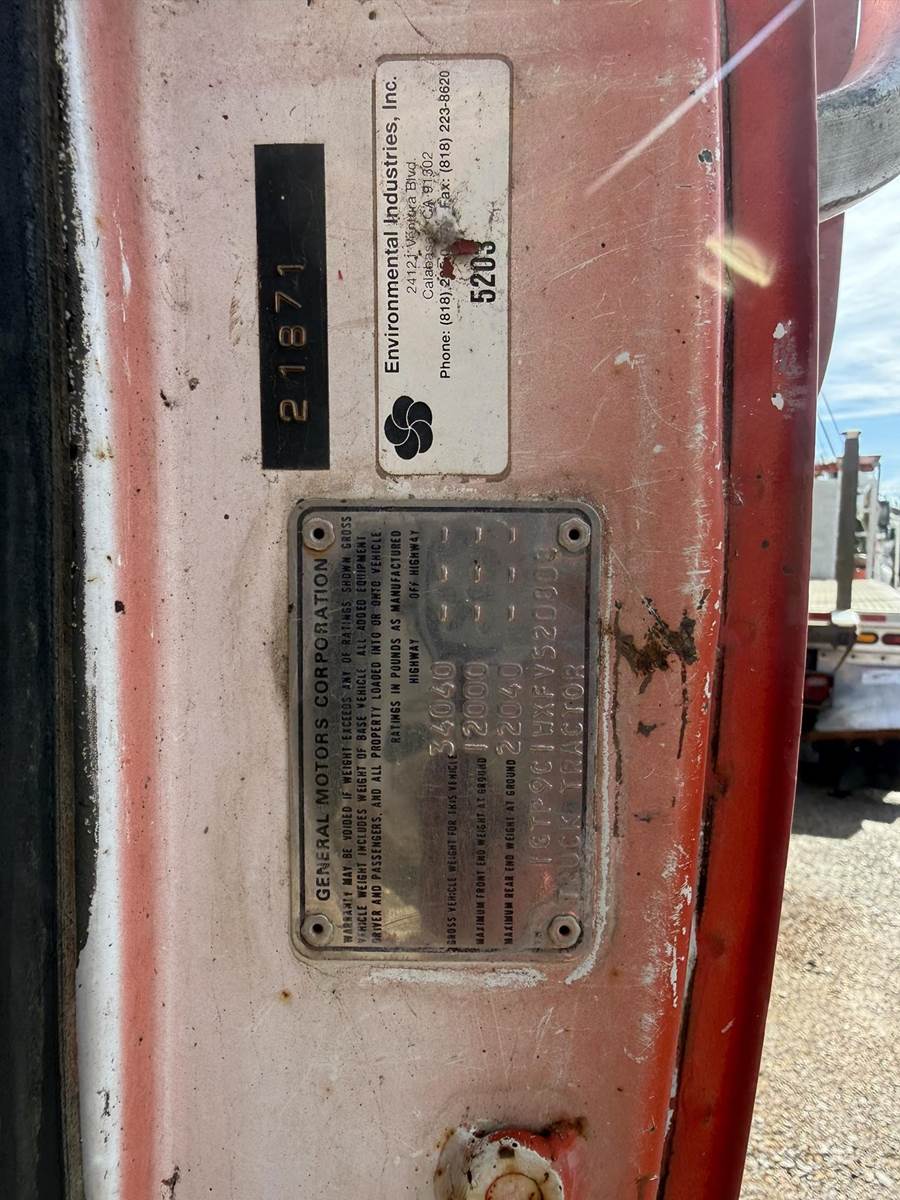 21871
Environmental Industries, Inc.
24121 Ventura Blvd.
CA 91302
Phone: (818) Fax: (818) 223-8620
5203
GENERAL MOTORS CORPORATION
WARRANTY MAY BE VOIDED IF WEIGHT EXCEEDS ANY OF RATINGS SHOWN. GROSS
VEHICLE WEIGHT INCLUDES WEIGHT OF BASE VEHICLE, ALL ADDED EQUIPMENT,
DRIVER AND PASSENGERS, AND ALL PROPERTY LOADED INTO OR ONTO VEHICLE
RATINGS IN POUNDS AS MANUFACTURED
HIGHWAY OFF HIGHWAY
GROSS VEHICLE WEIGHT FOR THIS VEHICLE 34040 - - -
MAXIMUM FRONT END WEIGHT AT GROUND 12000 - - -
MAXIMUM REAR END WEIGHT AT GROUND 22040 - - -
TRUCK-TRACTOR